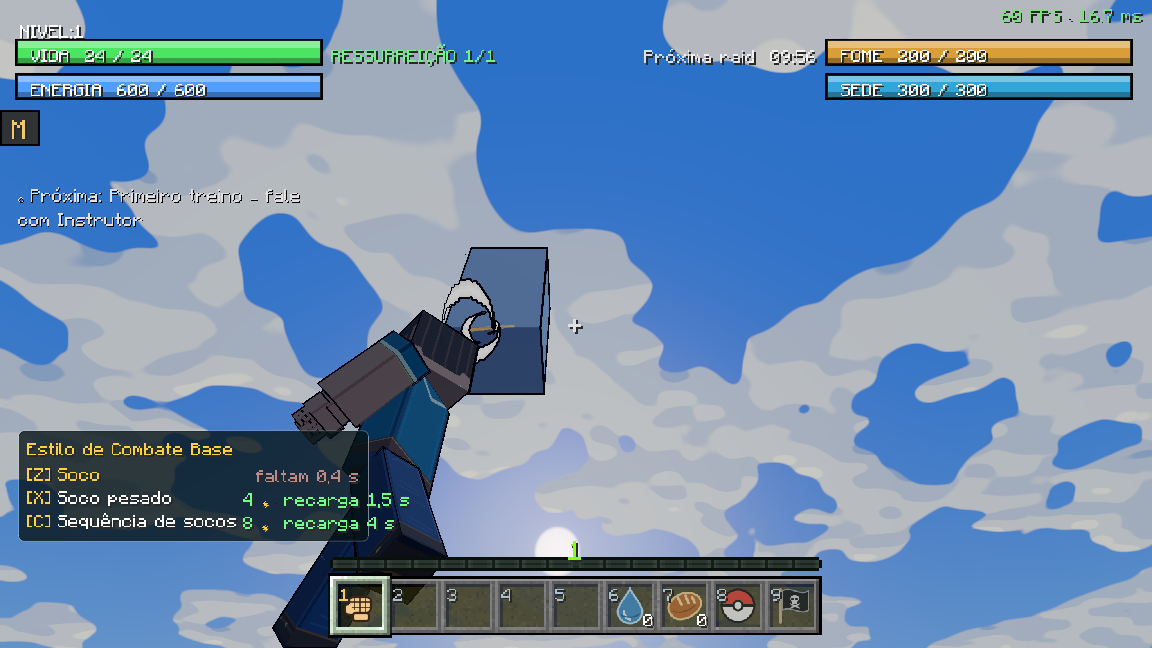 60 FPS . 16.7 ms
NIVEL:1
VIDA 24 / 24
RESSURREIÇÃO 1/1
Próxima raid 09:56
FOME 200 / 200
ENERGIA 600 / 600
SEDE 300 / 300
M
Próxima: Primeiro treino - fale
com Instrutor
Estilo de Combate Base
[Z] Soco faltam 0,4 s
[X] Soco pesado 4 recarga 1,5 s
[C] Sequência de socos 8 recarga 4 s
1
1 2 3 4 5 6 0 7 0 8 9